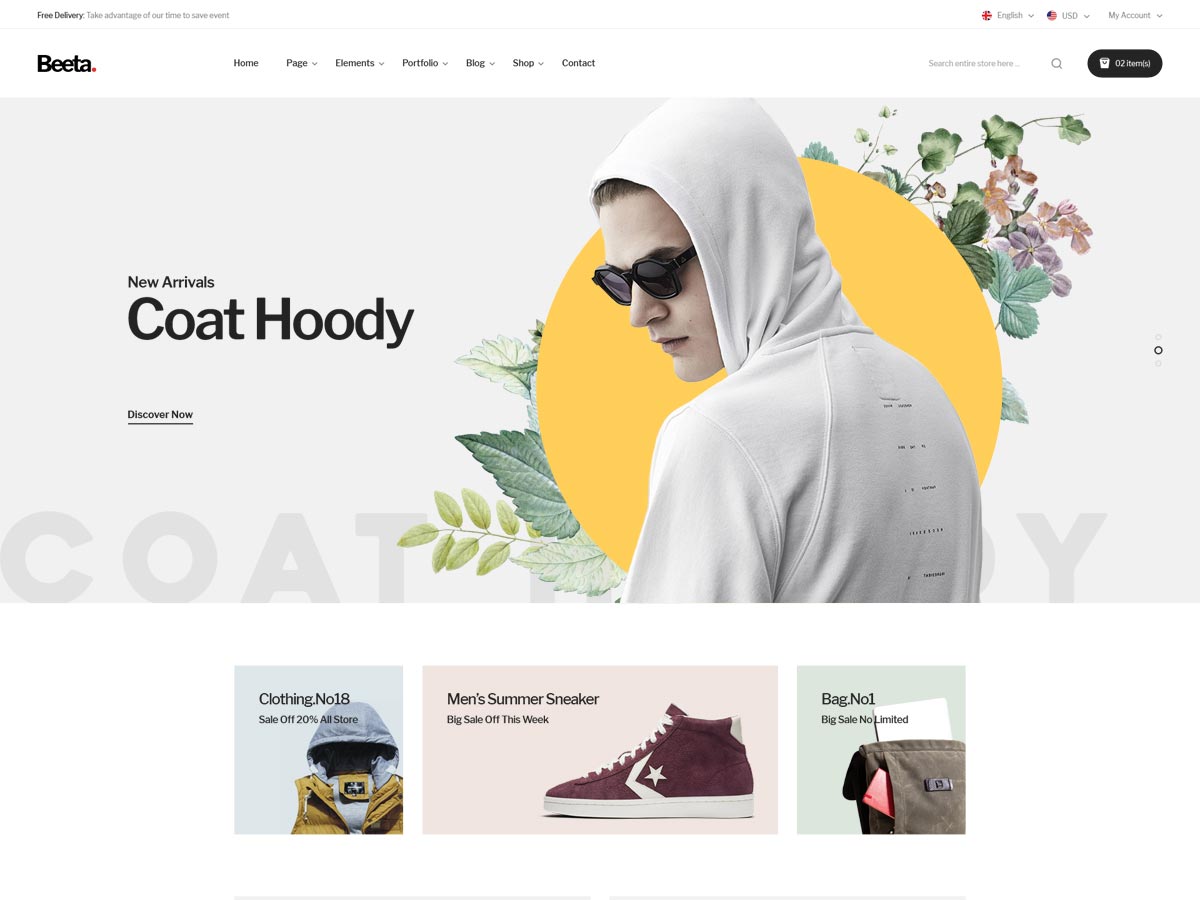 Free Delivery: Take advantage of our time to save event
English
USD
My Account
Beeta.
Home
Page
Elements
Portfolio
Blog
Shop
Contact
Search entire store here ...
02 item(s)
New Arrivals
Coat Hoody
Discover Now
COAT H Y
Clothing.No18
Sale Off 20% All Store
Men's Summer Sneaker
Big Sale Off This Week
Bag.No1
Big Sale No Limited